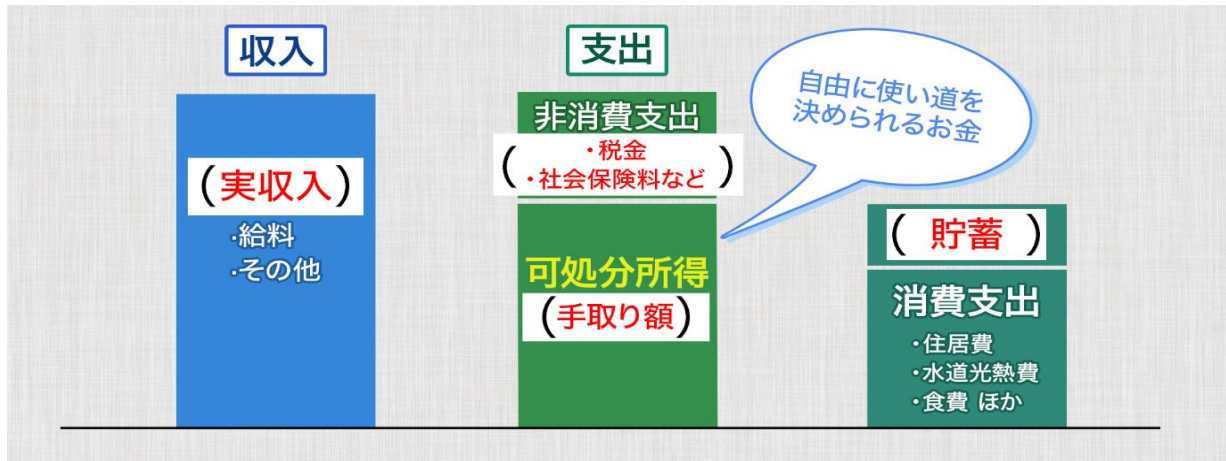 収入
(実収入)
・給料
・その他
支出
非消費支出
(・税金
・社会保険料など)
可処分所得
(手取り額)
自由に使い道を
決められるお金
(貯蓄)
消費支出
・住居費
・水道光熱費
・食費 ほか